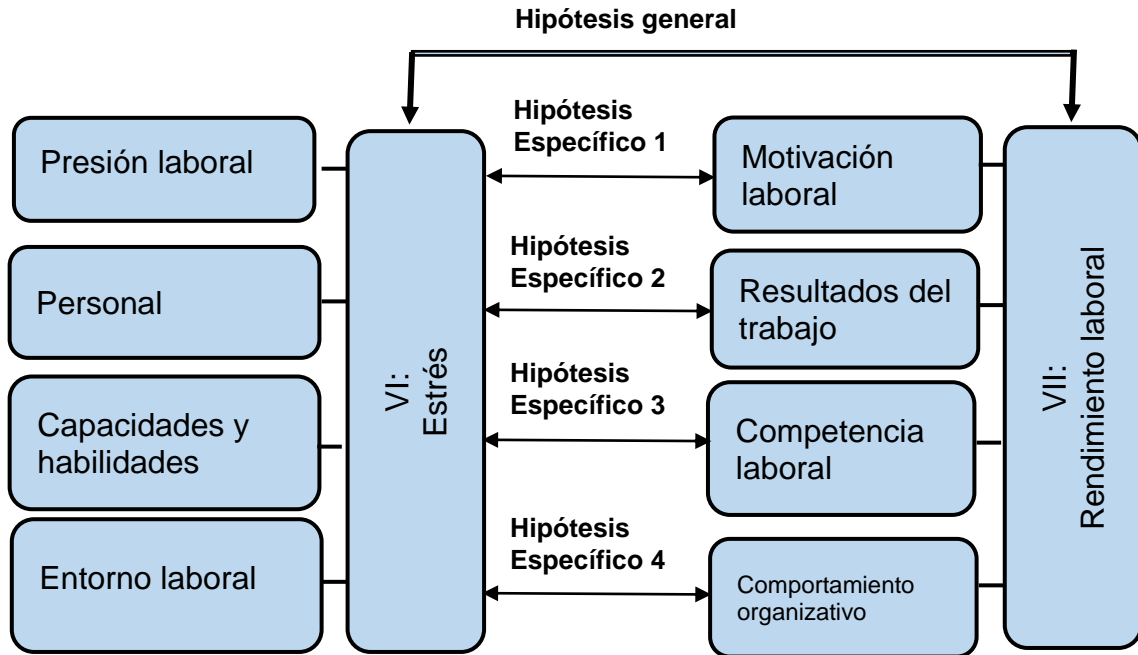 Hipótesis general
Presión laboral
Personal
Capacidades y
habilidades
Entorno laboral
VI:
Estrés
Hipótesis
Específico 1
Hipótesis
Específico 2
Hipótesis
Específico 3
Hipótesis
Específico 4
Motivación
laboral
Resultados del
trabajo
Competencia
laboral
Comportamiento
organizativo
VII:
Rendimiento laboral